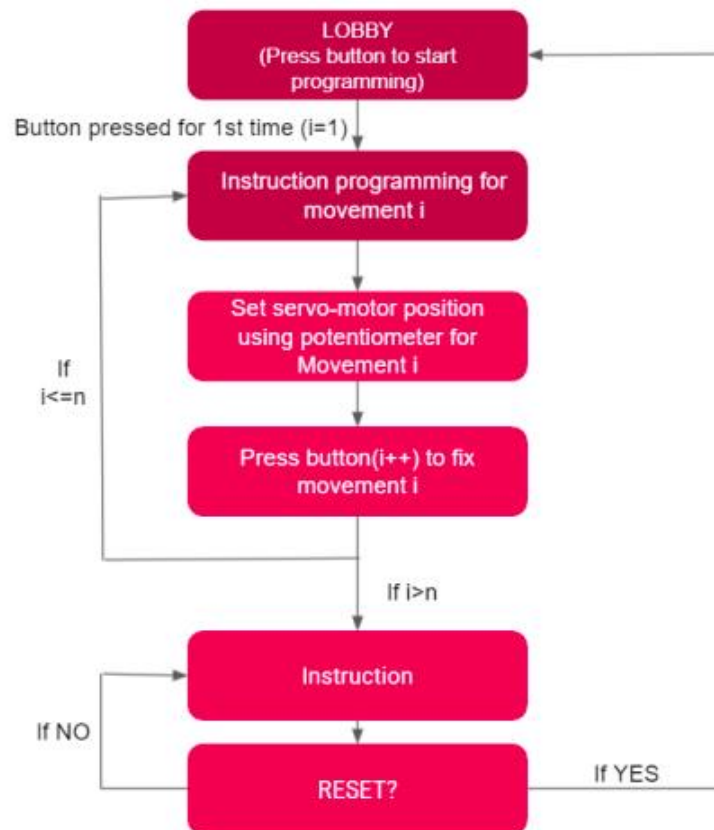 LOBBY
(Press button to start
programming)
Button pressed for 1st time (i=1)
Instruction programming for
movement i
Set servo-motor position
using potentiometer for
Movement i
If
i<=n
Press button(i++) to fix
movement i
If i>n
Instruction
If NO
RESET?
If YES